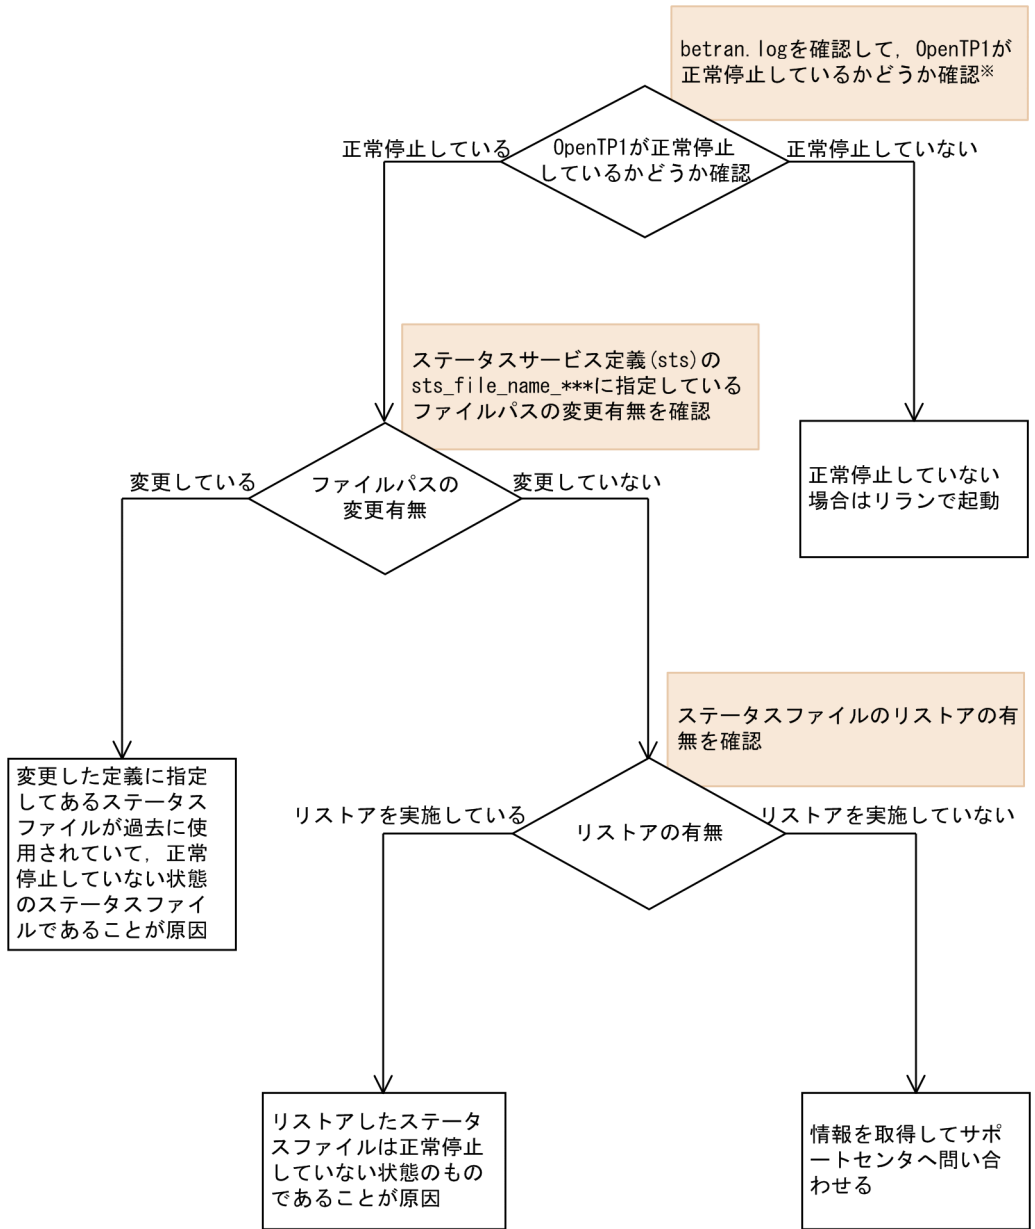 betran.logを確認して，OpenTP1が
正常停止しているかどうか確認※
正常停止している
OpenTP1が正常停止
しているかどうか確認
正常停止していない
ステータスサービス定義(sts)の
sts_file_name_***に指定している
ファイルパスの変更有無を確認
正常停止していない
場合はリランで起動
変更している
ファイルパスの
変更有無
変更していない
ステータスファイルのリストアの有
無を確認
変更した定義に指定
してあるステータス
ファイルが過去に使
用されていて，正常
停止していない状態
のステータスファイ
ルであることが原因
リストアを実施している
リストアの有無
リストアを実施していない
リストアしたステータ
スファイルは正常停止
していない状態のもの
であることが原因
情報を取得してサポ
ートセンタへ問い合
わせる